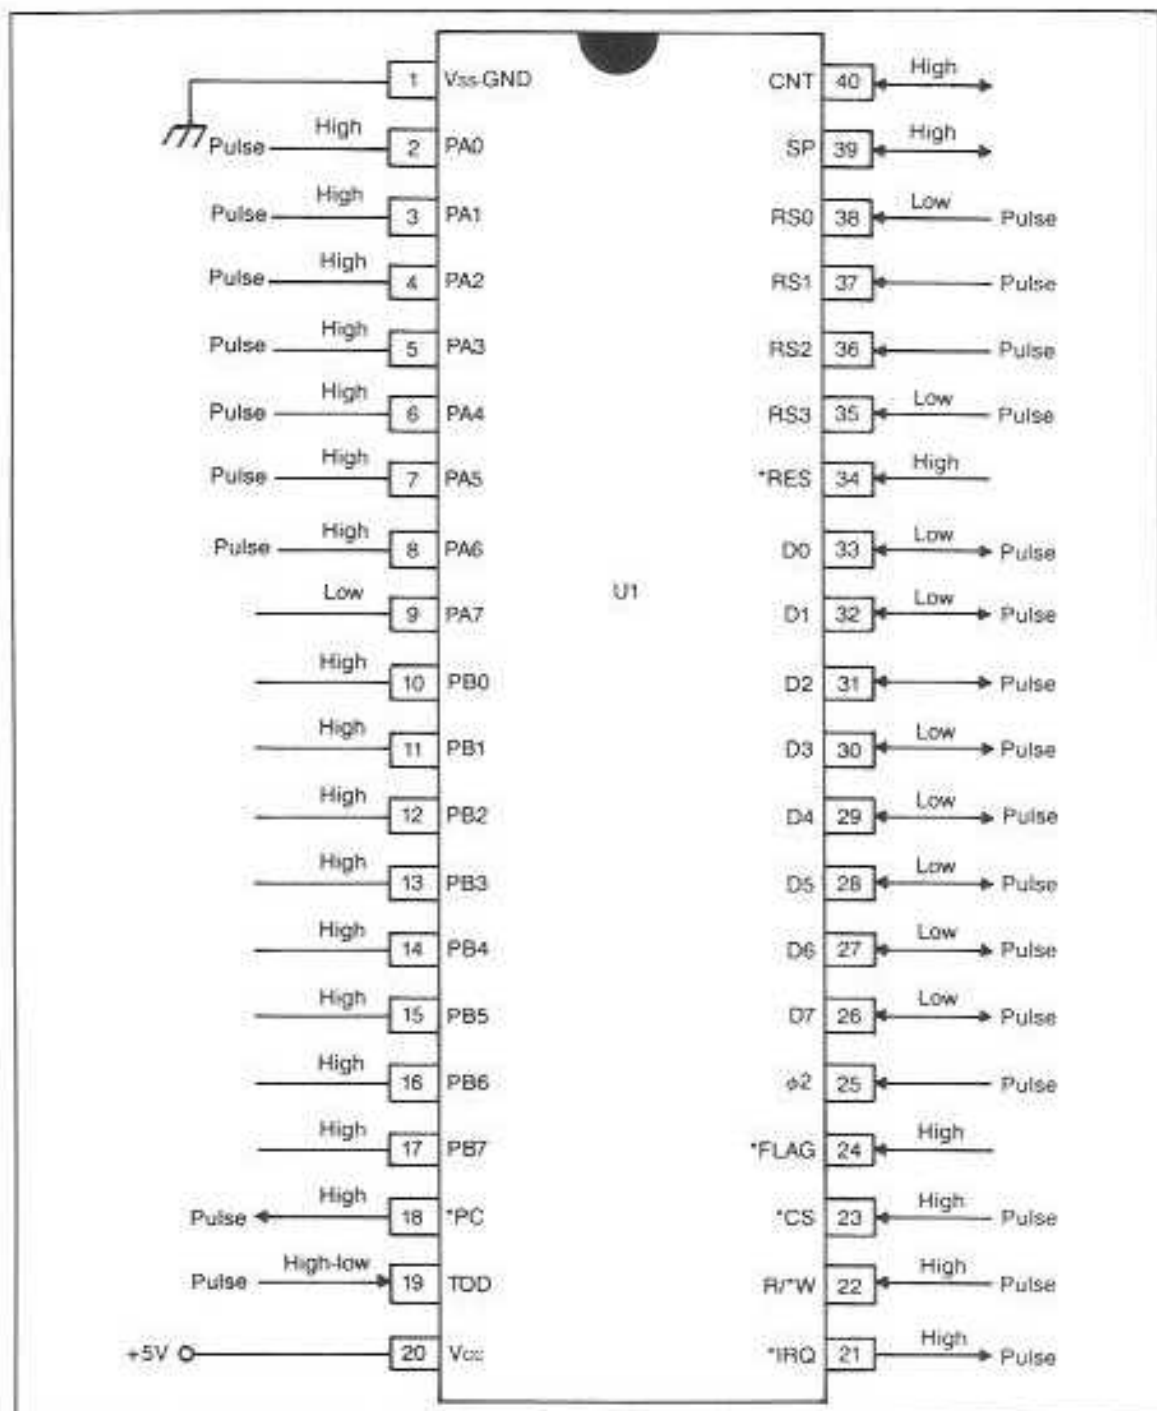 1 Vss-GND
High
Pulse 2 PA0
High
Pulse 3 PA1
High
Pulse 4 PA2
High
Pulse 5 PA3
High
Pulse 6 PA4
High
Pulse 7 PA5
High
Pulse 8 PA6
Low
9 PA7
High
10 PB0
High
11 PB1
High
12 PB2
High
13 PB3
High
14 PB4
High
15 PB5
High
16 PB6
High
17 PB7
High
Pulse 18 *PC
High-low
Pulse 19 TOD
+5V 20 Vcc
U1
High
CNT 40
High
SP 39
Low
RS0 38 Pulse
RS1 37 Pulse
RS2 36 Pulse
Low
RS3 35 Pulse
High
*RES 34
Low
D0 33 Pulse
Low
D1 32 Pulse
D2 31 Pulse
Low
D3 30 Pulse
Low
D4 29 Pulse
Low
D5 28 Pulse
Low
D6 27 Pulse
Low
D7 26 Pulse
ϕ2 25 Pulse
High
*FLAG 24
High
*CS 23 Pulse
High
R/*W 22 Pulse
High
*IRQ 21 Pulse